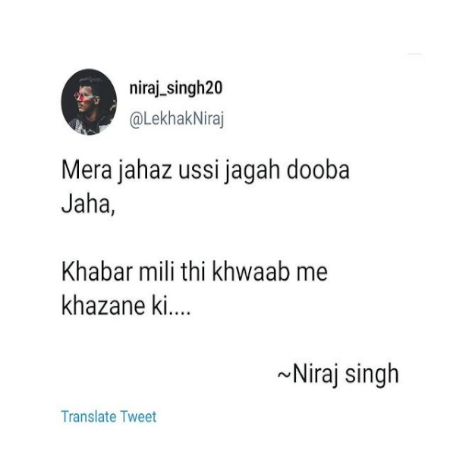 niraj_singh20
@LekhakNiraj
Mera jahaz ussi jagah dooba
Jaha,
Khabar mili thi khwaab me
khazane ki....
~Niraj singh
Translate Tweet